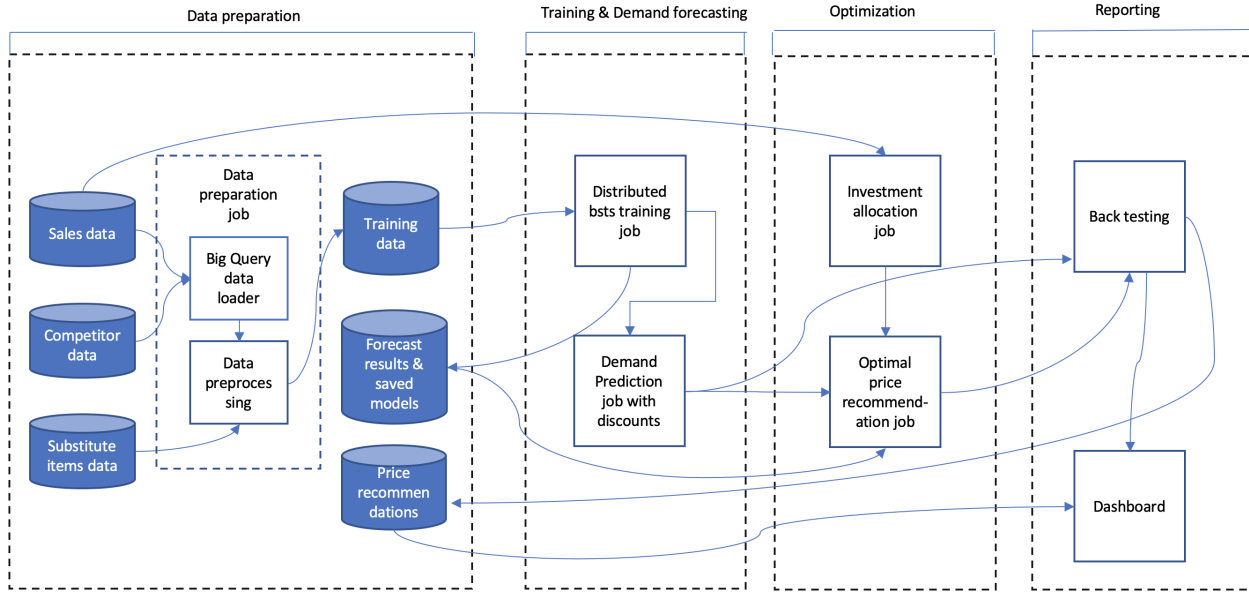 Data preparation
Training & Demand forecasting
Optimization
Reporting
Data
preparation
job
Sales data
Big Query
data
loader
Competitor
data
Data
preproces
sing
Substitute
items data
Training
data
Forecast
results &
saved
models
Price
recommen
dations
Distributed
bsts training
job
Demand
Prediction
job with
discounts
Investment
allocation
job
Optimal
price
recommend-
ation job
Back testing
Dashboard